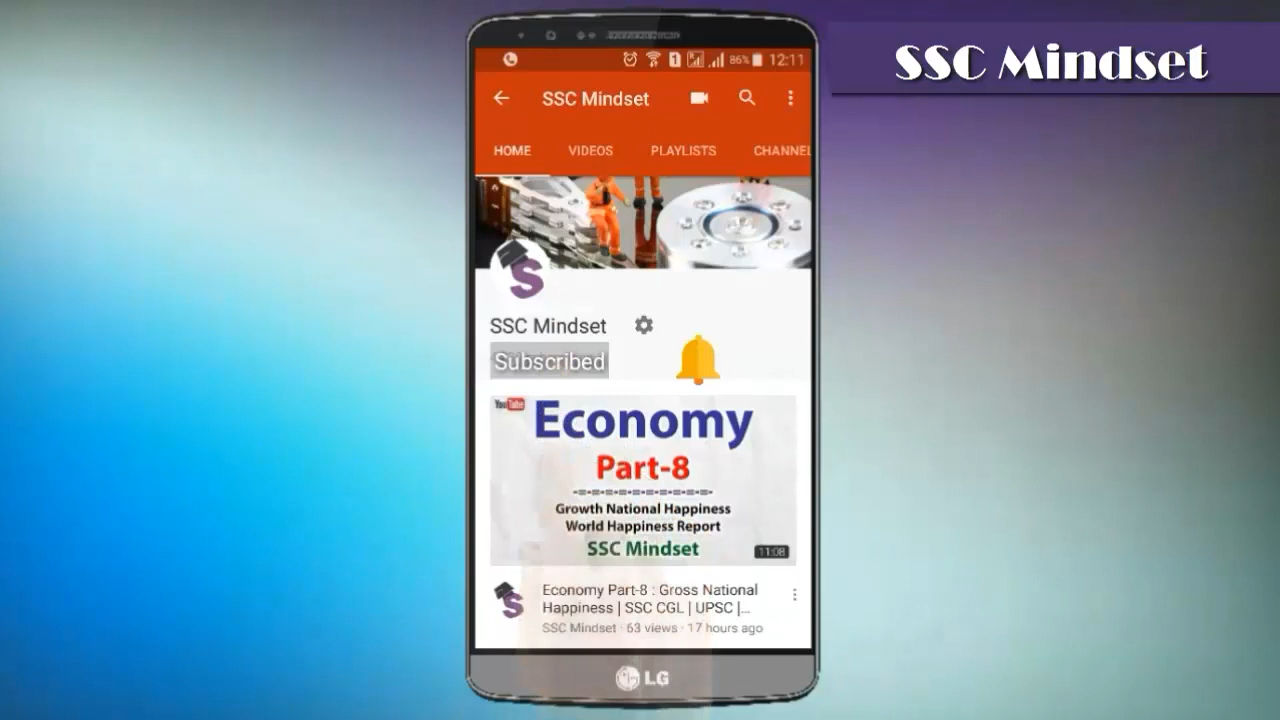 SSC Mindset
1 86% 12:11
SSC Mindset
HOME VIDEOS PLAYLISTS CHANNEL
S
SSC Mindset
Subscribed
YouTube
Economy
Part-8
Growth National Happiness
World Happiness Report
SSC Mindset
11:08
S
Economy Part-8 : Gross National
Happiness | SSC CGL | UPSC |...
SSC Mindset · 63 views · 17 hours ago
LG